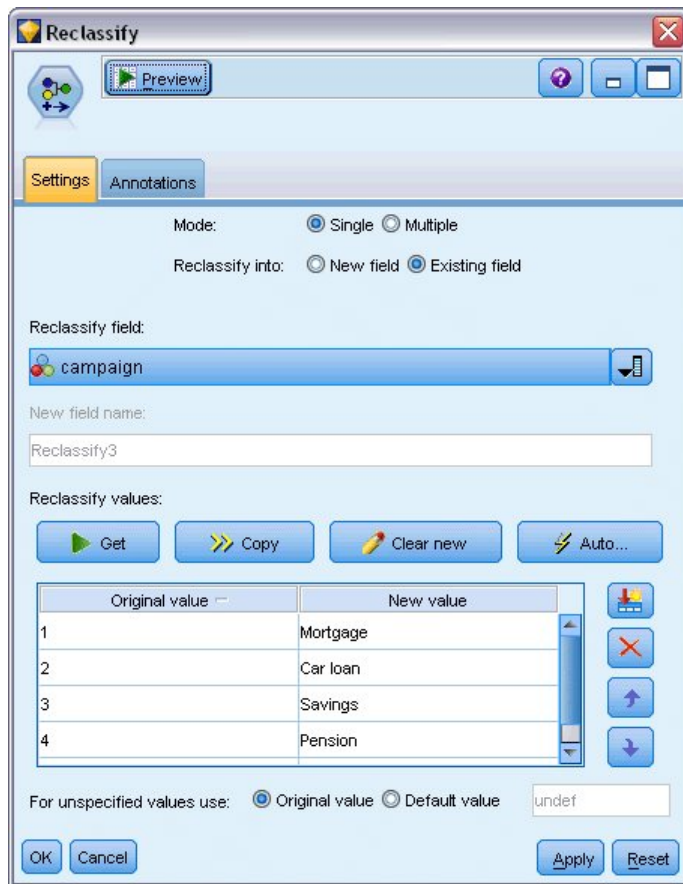 Reclassify
Preview
Settings Annotations
Mode: Single Multiple
Reclassify into: New field Existing field
Reclassify field:
campaign
New field name:
Reclassify3
Reclassify values:
Get Copy Clear new Auto...
Original value New value
1 Mortgage
2 Car loan
3 Savings
4 Pension
For unspecified values use: Original value Default value undef
OK Cancel Apply Reset